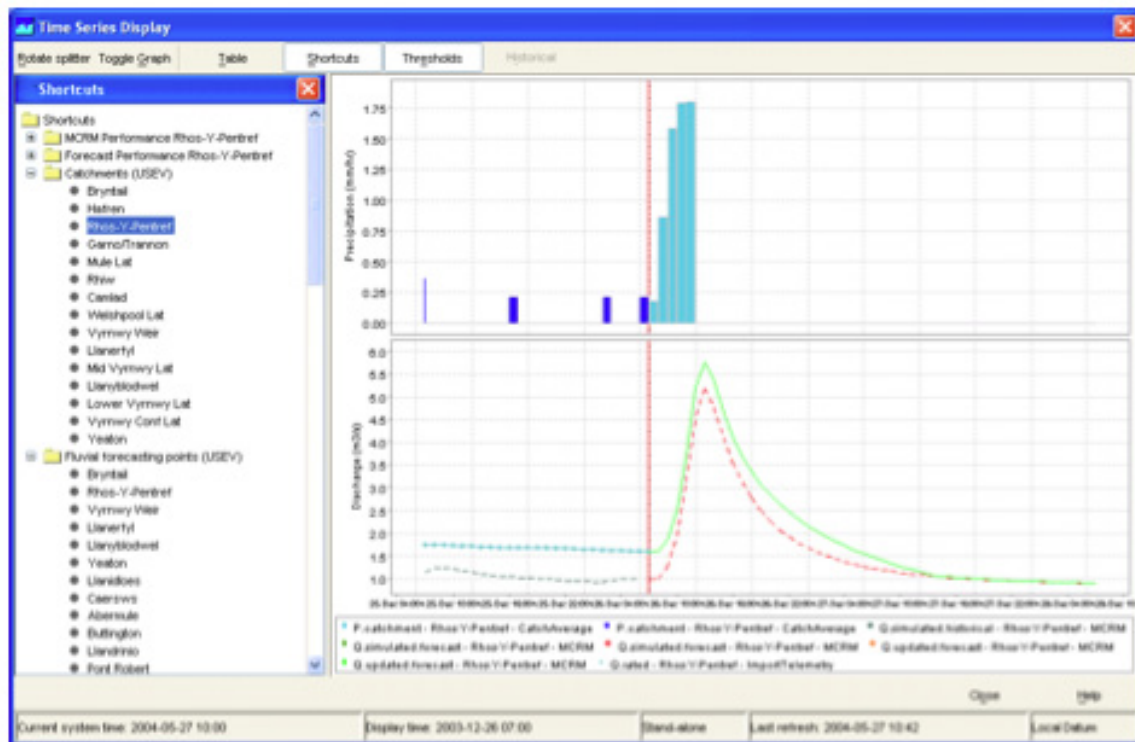 Time Series Display
Rotate splitter Toggle Graph Table Shortcuts Thresholds Historical
Shortcuts
Shortcuts
MCRM Performance Rhos-Y-Pentref
Forecast Performance Rhos-Y-Pentref
Catchments (USEV)
Bryntail
Hafren
Rhos-Y-Pentref
Garno/Trannon
Mule Lat
Rhiw
Camlad
Welshpool Lat
Vyrnwy Weir
Llanerfyl
Mid Vyrnwy Lat
Llanyblodwel
Lower Vyrnwy Lat
Vyrnwy Conf Lat
Yeaton
Fluvial forecasting points (USEV)
Bryntail
Rhos-Y-Pentref
Vyrnwy Weir
Llanerfyl
Llanyblodwel
Yeaton
Llanidloes
Caersws
Abermule
Buttington
Llandrinio
Pont Robert
Precipitation (mm/hr)
1.75
1.50
1.25
1.00
0.75
0.50
0.25
0.00
Discharge (m3/s)
6.0
5.5
5.0
4.5
4.0
3.5
3.0
2.5
2.0
1.5
1.0
P.catchment - Rhos-Y-Pentref - CatchAverage P.catchment - Rhos-Y-Pentref - CatchAverage Q.simulated.historical - Rhos-Y-Pentref - MCRM
Q.simulated.forecast - Rhos-Y-Pentref - MCRM Q.simulated.forecast - Rhos-Y-Pentref - MCRM Q.updated.forecast - Rhos-Y-Pentref - MCRM
Q.updated.forecast - Rhos-Y-Pentref - MCRM Q.rated - Rhos-Y-Pentref - ImportTelemetry
Close Help
Current system time: 2004-05-27 10:00 Display time: 2003-12-26 07:00 Stand-alone Last refresh: 2004-05-27 10:42 Local Datum